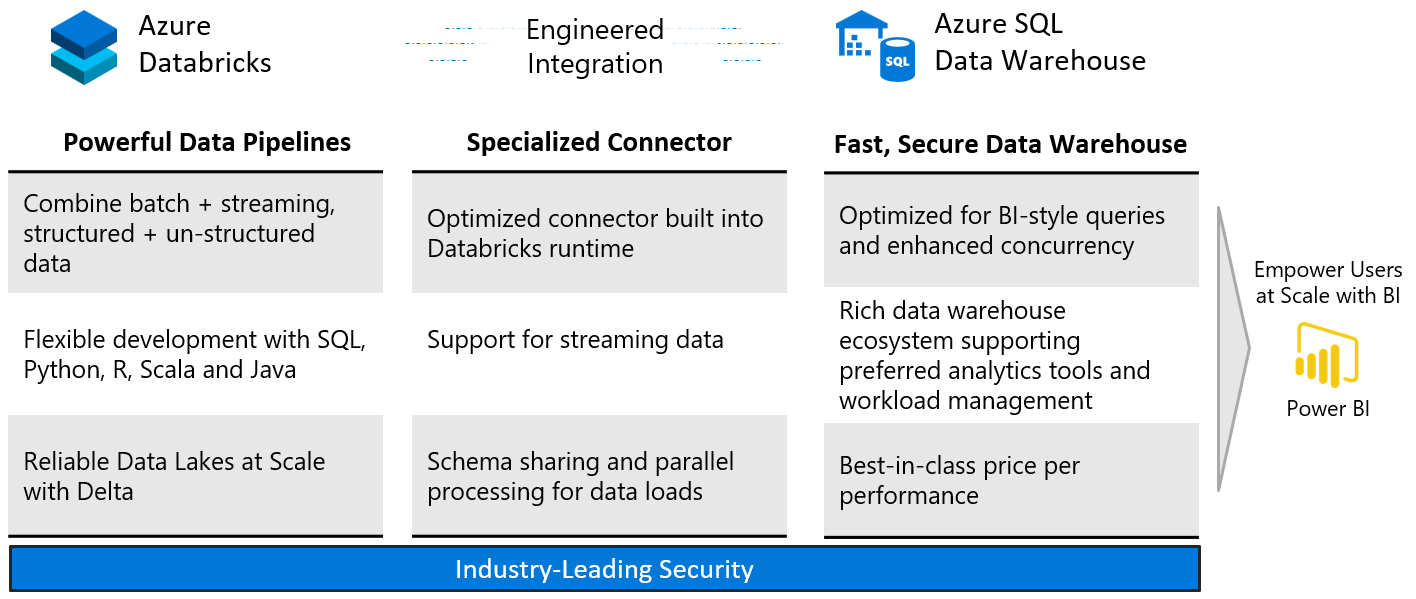 Azure
Databricks
Engineered
Integration
Azure SQL
Data Warehouse
SQL
Powerful Data Pipelines
Combine batch + streaming,
structured + un-structured
data
Flexible development with SQL,
Python, R, Scala and Java
Reliable Data Lakes at Scale
with Delta
Specialized Connector
Optimized connector built into
Databricks runtime
Support for streaming data
Schema sharing and parallel
processing for data loads
Fast, Secure Data Warehouse
Optimized for BI-style queries
and enhanced concurrency
Rich data warehouse
ecosystem supporting
preferred analytics tools and
workload management
Best-in-class price per
performance
Empower Users
at Scale with BI
Power BI
Industry-Leading Security